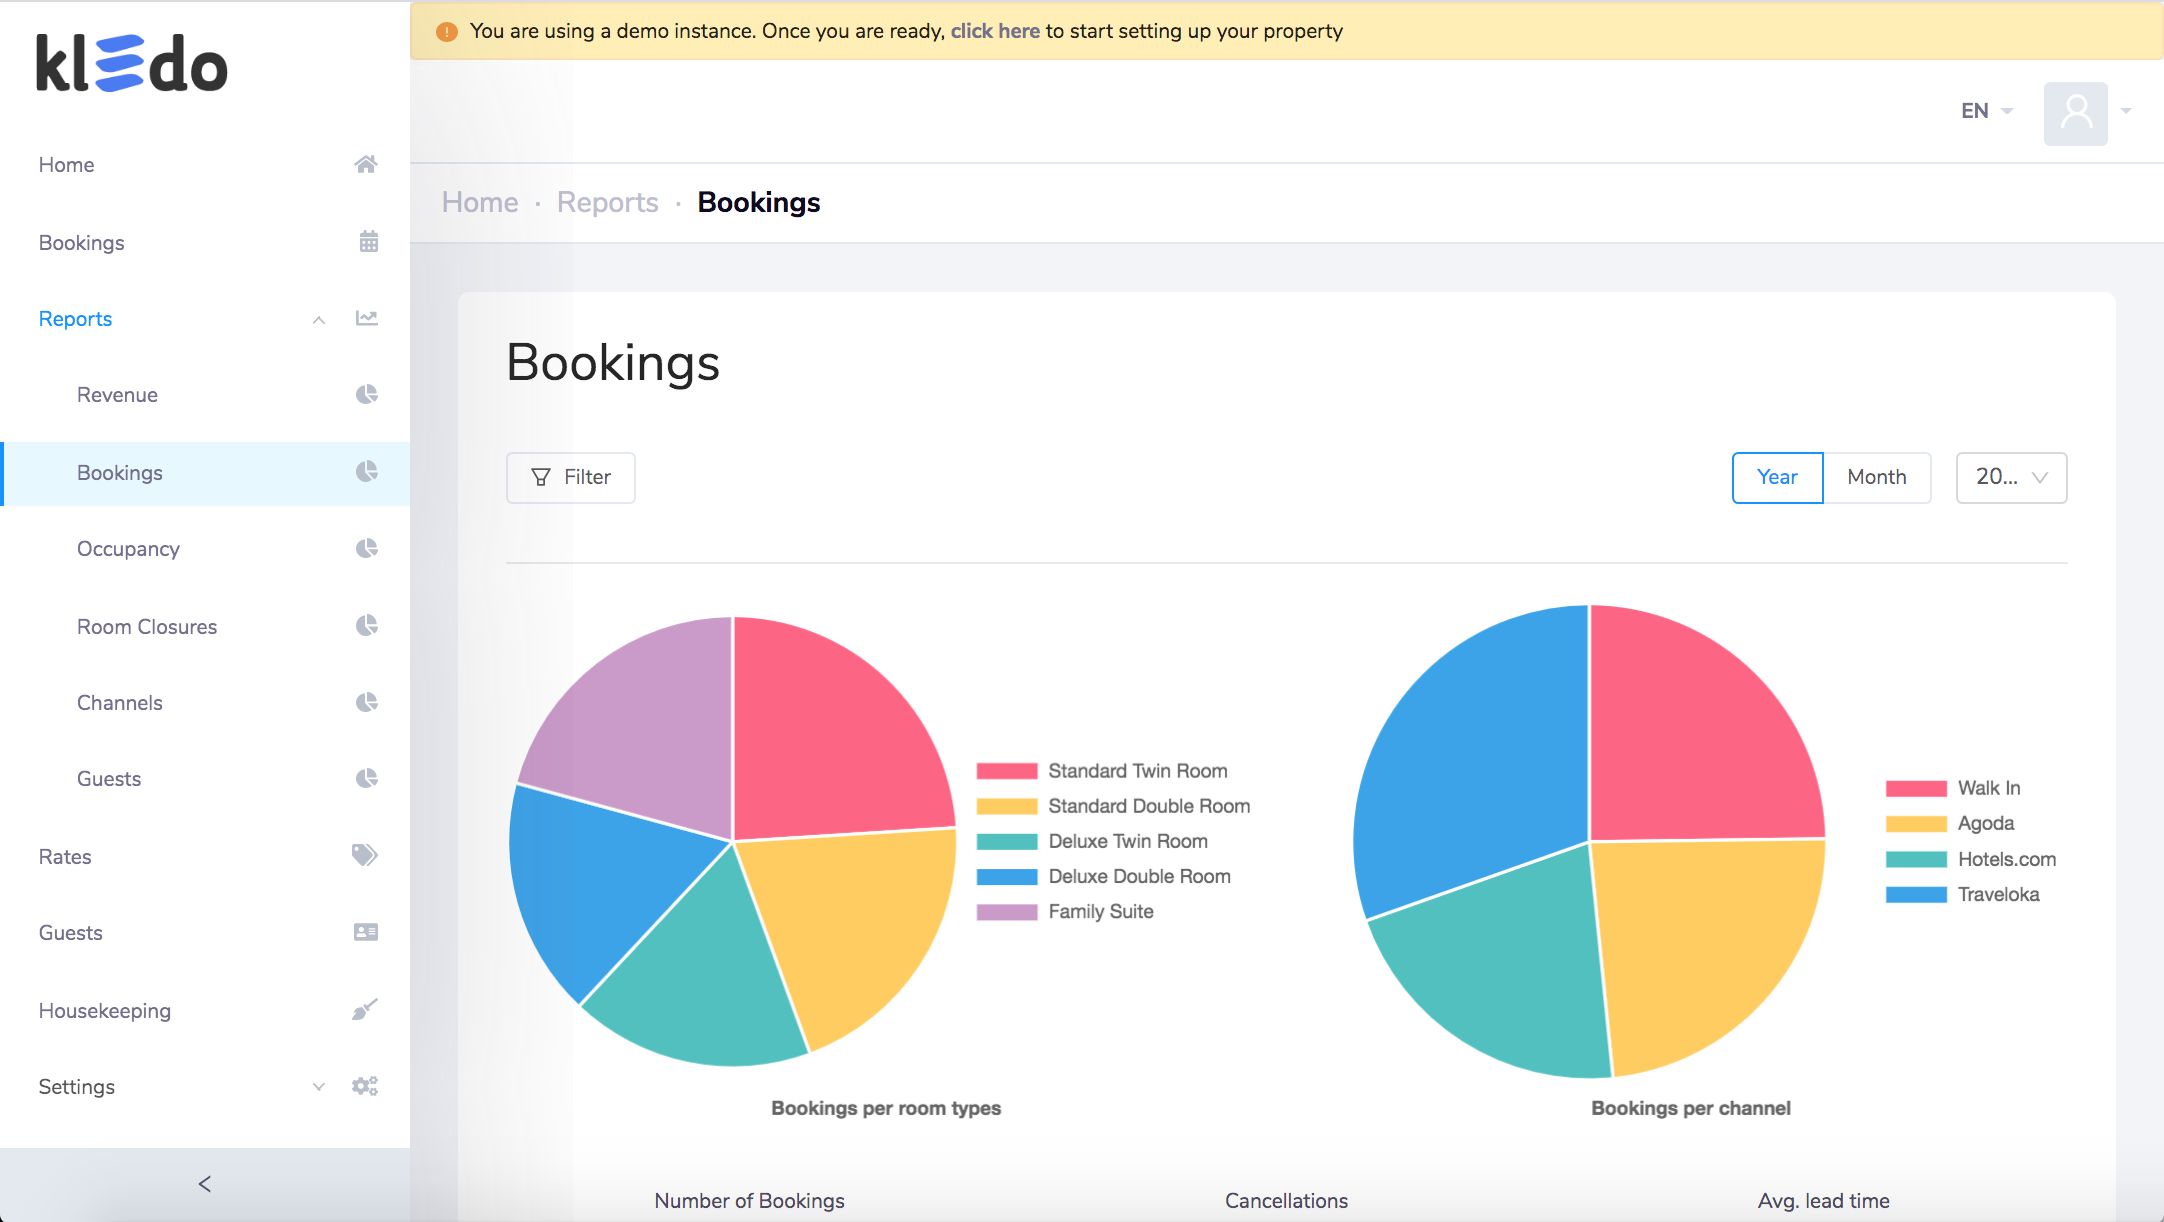 You are using a demo instance. Once you are ready, click here to start setting up your property
kledo
EN
Home
Bookings
Reports
Revenue
Bookings
Occupancy
Room Closures
Channels
Guests
Rates
Guests
Housekeeping
Settings
<
Home · Reports · Bookings
Bookings
Filter
Year
Month
20...
Standard Twin Room
Standard Double Room
Deluxe Twin Room
Deluxe Double Room
Family Suite
Bookings per room types
Walk In
Agoda
Hotels.com
Traveloka
Bookings per channel
Number of Bookings
Cancellations
Avg. lead time